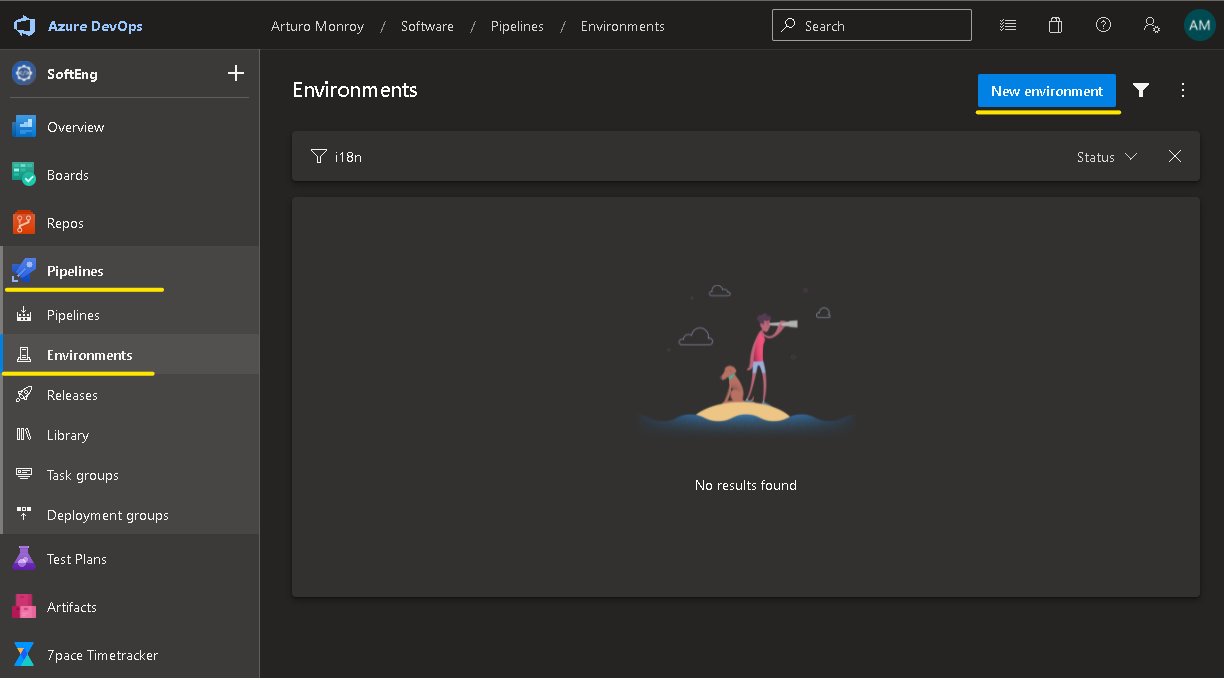 Azure DevOps
Arturo Monroy / Software / Pipelines / Environments
Search
AM
SoftEng
Overview
Boards
Repos
Pipelines
Pipelines
Environments
Releases
Library
Task groups
Deployment groups
Test Plans
Artifacts
7pace Timetracker
Environments
New environment
i18n
Status
No results found